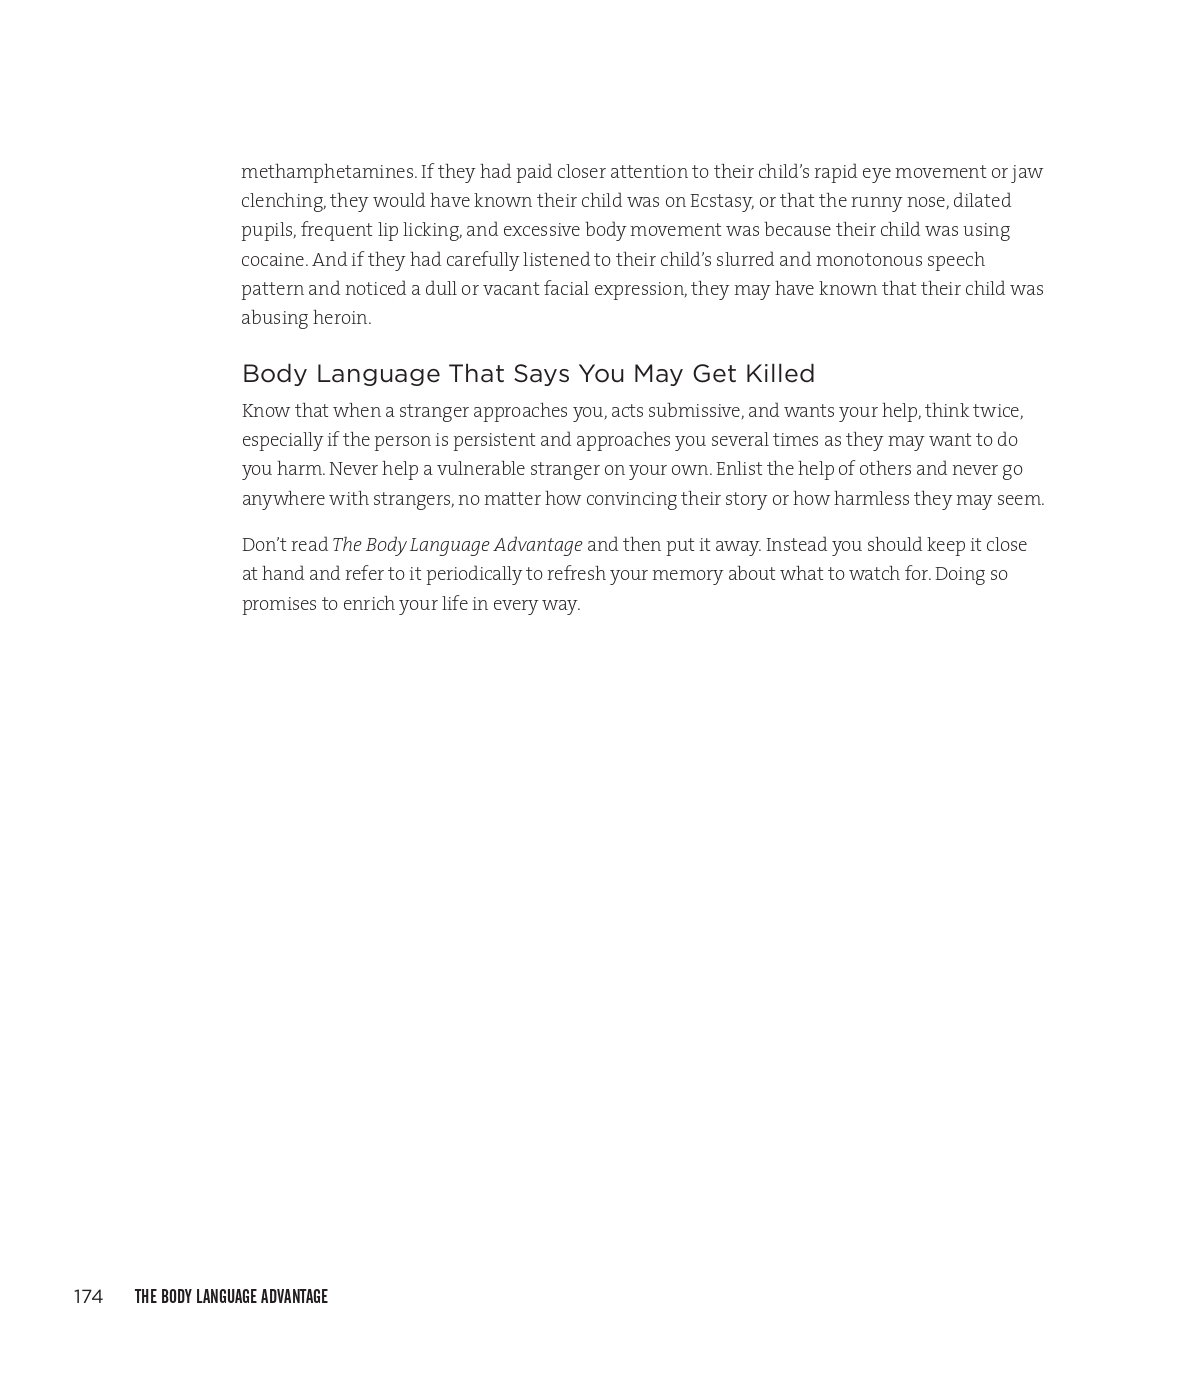 methamphetamines. If they had paid closer attention to their child’s rapid eye movement or jaw
clenching, they would have known their child was on Ecstasy, or that the runny nose, dilated
pupils, frequent lip licking, and excessive body movement was because their child was using
cocaine. And if they had carefully listened to their child’s slurred and monotonous speech
pattern and noticed a dull or vacant facial expression, they may have known that their child was
abusing heroin.
Body Language That Says You May Get Killed
Know that when a stranger approaches you, acts submissive, and wants your help, think twice,
especially if the person is persistent and approaches you several times as they may want to do
you harm. Never help a vulnerable stranger on your own. Enlist the help of others and never go
anywhere with strangers, no matter how convincing their story or how harmless they may seem.
Don’t read The Body Language Advantage and then put it away. Instead you should keep it close
at hand and refer to it periodically to refresh your memory about what to watch for. Doing so
promises to enrich your life in every way.
174 THE BODY LANGUAGE ADVANTAGE